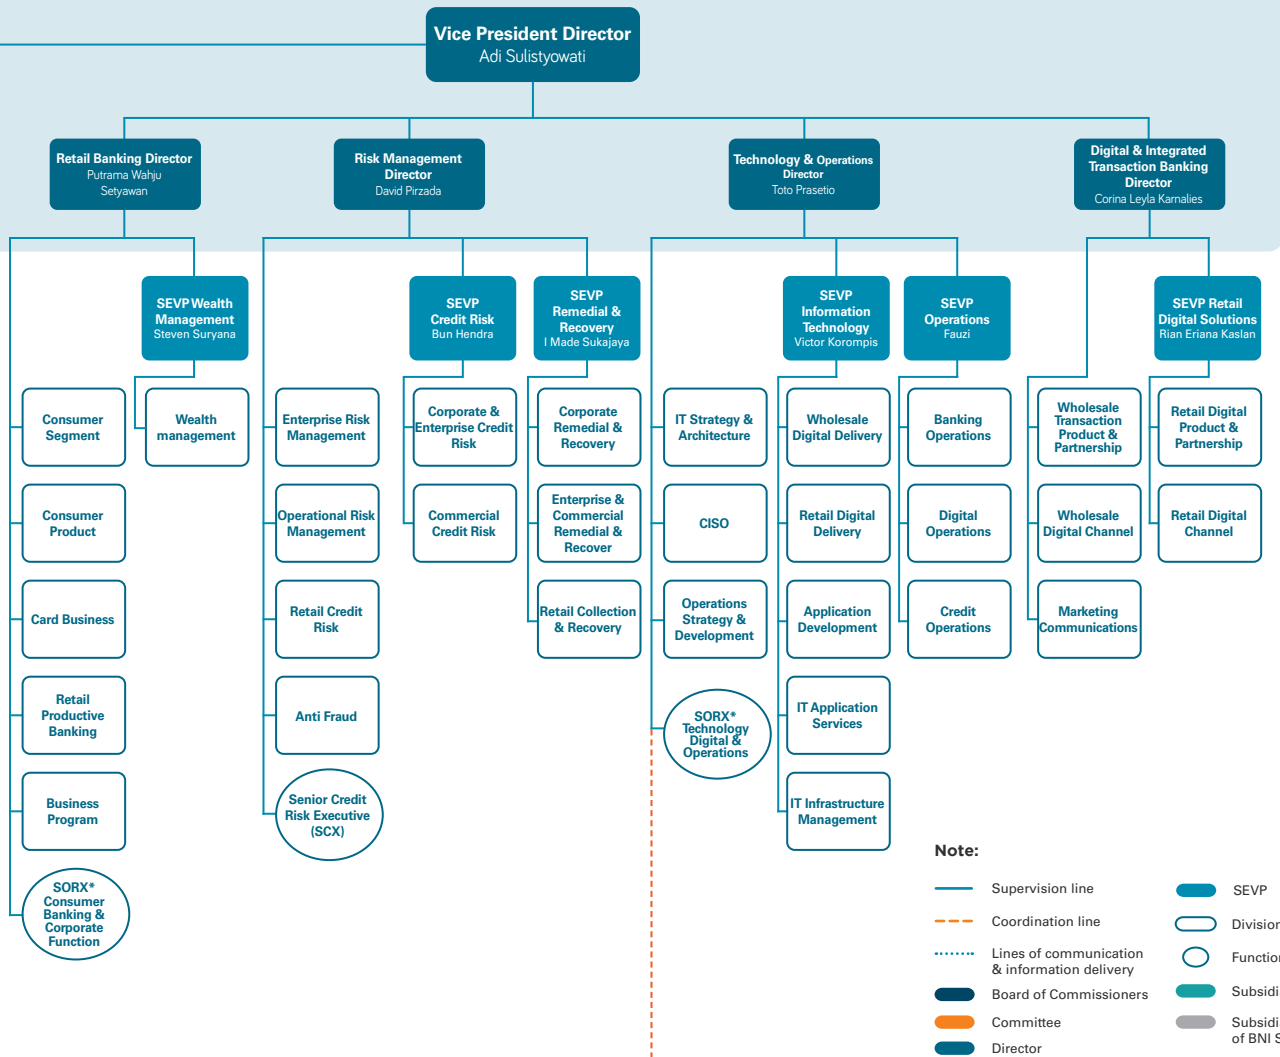 Vice President Director
Adi Sulistyowati
Retail Banking Director
Putrama Wahju
Setyawan
Risk Management
Director
David Pirzada
Technology & Operations
Director
Toto Prasetio
Digital & Integrated
Transaction Banking
Director
Corina Leyla Karnalies
SEVP Wealth
Management
Steven Suryana
SEVP
Credit Risk
Bun Hendra
SEVP
Remedial &
Recovery
I Made Sukajaya
SEVP
Information
Technology
Victor Korompis
SEVP
Operations
Fauzi
SEVP Retail
Digital Solutions
Rian Eriana Kaslan
Consumer
Segment
Wealth
management
Enterprise Risk
Management
Corporate &
Enterprise Credit
Risk
Corporate
Remedial &
Recovery
IT Strategy &
Architecture
Wholesale
Digital Delivery
Banking
Operations
Wholesale
Transaction
Product &
Partnership
Retail Digital
Product &
Partnership
Consumer
Product
Operational Risk
Management
Commercial
Credit Risk
Enterprise &
Commercial
Remedial &
Recover
CISO
Retail Digital
Delivery
Digital
Operations
Wholesale
Digital Channel
Retail Digital
Channel
Card Business
Retail Credit
Risk
Retail Collection
& Recovery
Operations
Strategy &
Development
Application
Development
Credit
Operations
Marketing
Communications
Retail
Productive
Banking
Anti Fraud
SORX*
Technology
Digital &
Operations
IT Application
Services
Business
Program
Senior Credit
Risk Executive
(SCX)
IT Infrastructure
Management
SORX*
Consumer
Banking &
Corporate
Function
Note:
Supervision line
Coordination line
Lines of communication
& information delivery
Board of Commissioners
Committee
Director
SEVP
Division
Function
Subsidi
Subsidi
of BNI S